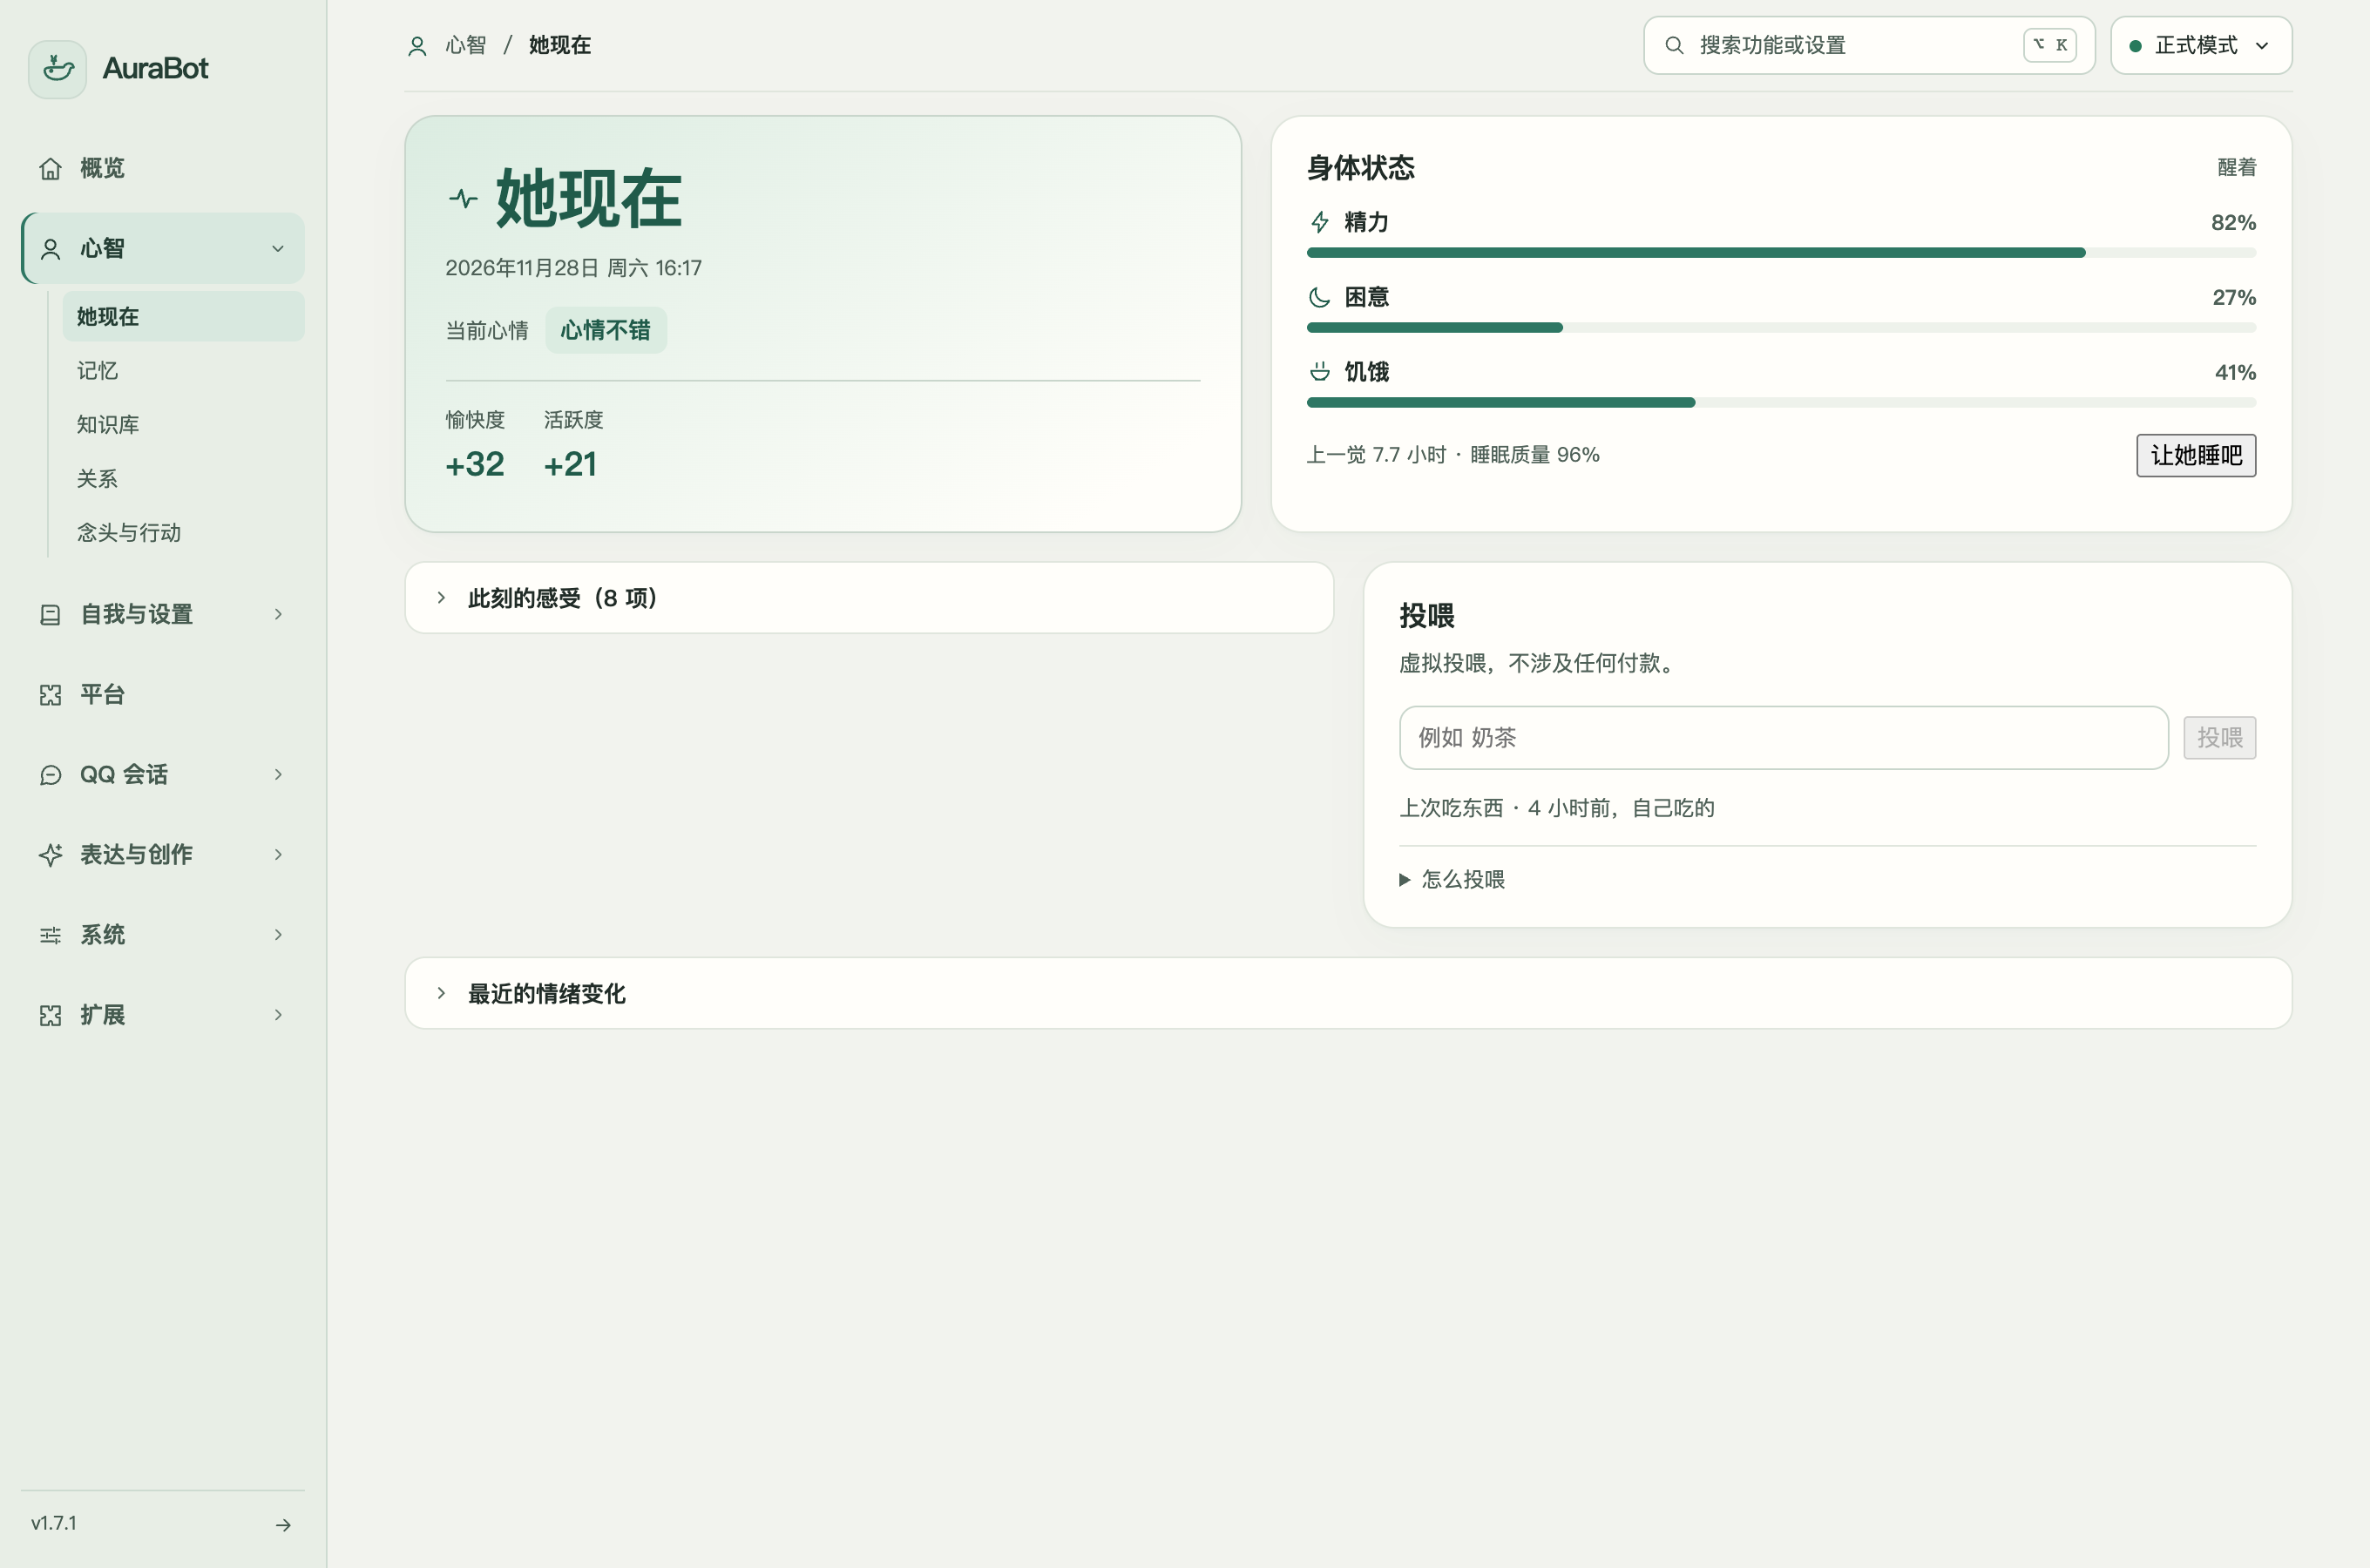 AuraBot
概览
心智
她现在
记忆
知识库
关系
念头与行动
自我与设置
平台
QQ 会话
表达与创作
系统
扩展
v1.7.1
心智 / 她现在
搜索功能或设置 ⌥ K
正式模式
她现在
2026年11月28日 周六 16:17
当前心情 心情不错
愉快度 活跃度
+32 +21
身体状态 醒着
精力 82%
困意 27%
饥饿 41%
上一觉 7.7 小时 · 睡眠质量 96% 让她睡吧
此刻的感受（8 项）
投喂
虚拟投喂，不涉及任何付款。
例如 奶茶 投喂
上次吃东西 · 4 小时前，自己吃的
怎么投喂
最近的情绪变化